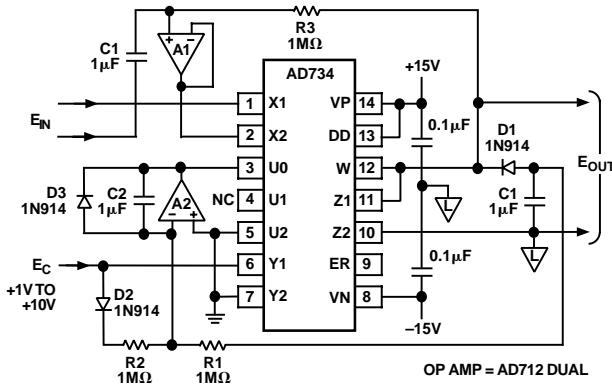 R3
1MΩ
C1
1μF
+
–
A1
AD734
+15V
EIN
1 X1 VP 14
2 X2 DD 13
0.1μF
D1
1N914
3 U0 W 12
EOUT
D3
1N914
C2
1μF
A2
–
+
NC 4 U1 Z1 11
L
C1
1μF
5 U2 Z2 10
L
EC
+1V TO
+10V
6 Y1 ER 9
0.1μF
D2
1N914
7 Y2 VN 8
–15V
R2
1MΩ
R1
1MΩ
OP AMP = AD712 DUAL